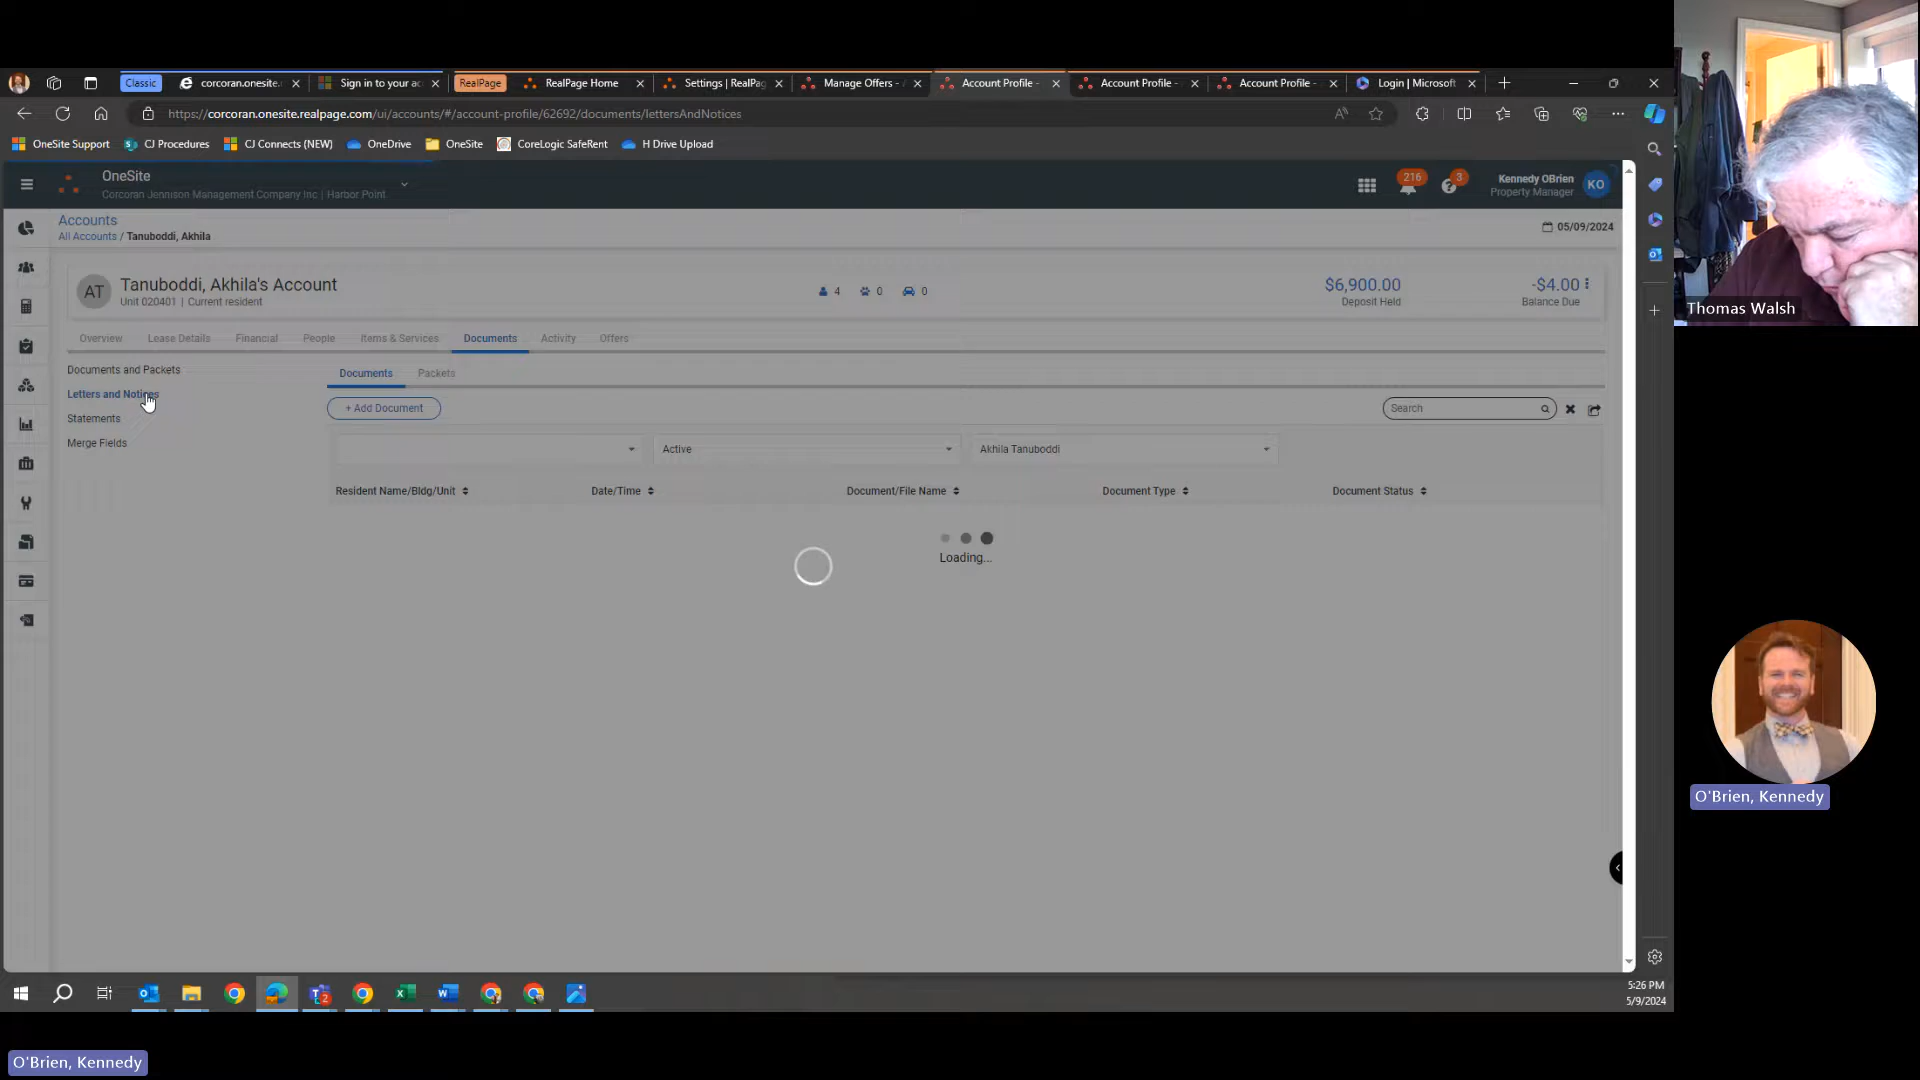 Classic
corcoran.onesite.
Sign in to your ac
RealPage
RealPage Home
Settings | RealPag
Manage Offers -
Account Profile -
Account Profile -
Account Profile -
Login | Microsoft
https://corcoran.onesite.realpage.com/ui/accounts/#/account-profile/62692/documents/lettersAndNotices
OneSite Support
CJ Procedures
CJ Connects (NEW)
OneDrive
OneSite
CoreLogic SafeRent
H Drive Upload
OneSite
Corcoran Jennison Management Company Inc | Harbor Point
216
3
Kennedy OBrien
Property Manager
KO
Accounts
All Accounts / Tanuboddi, Akhila
05/09/2024
AT
Tanuboddi, Akhila's Account
Unit 020401 | Current resident
4
0
0
$6,900.00
Deposit Held
-$4.00
Balance Due
Overview
Lease Details
Financial
People
Items & Services
Documents
Activity
Offers
Documents and Packets
Letters and Notices
Statements
Merge Fields
Documents
Packets
+ Add Document
Search
Active
Akhila Tanuboddi
Resident Name/Bldg/Unit
Date/Time
Document/File Name
Document Type
Document Status
Loading...
2
5:26 PM
5/9/2024
Thomas Walsh
O'Brien, Kennedy
O'Brien, Kennedy